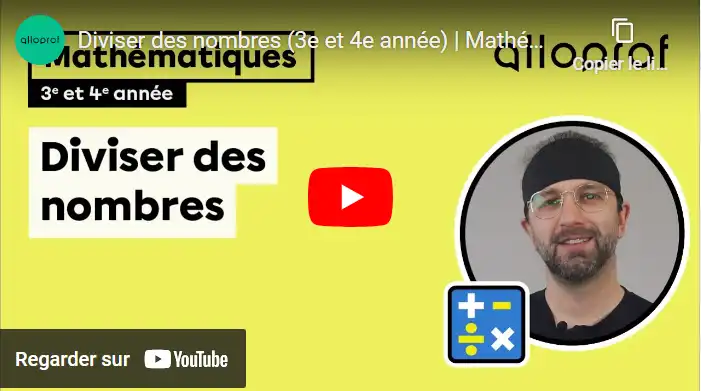 alloprof
Diviser des nombres (3e et 4e année) | Mathé...
Copier le li...
alloprof
Mathématiques
3e et 4e année
Diviser des
nombres
Regarder sur YouTube